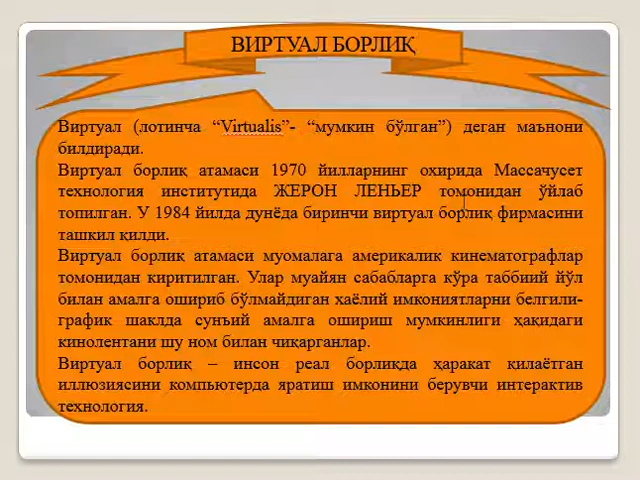 ВИРТУАЛ БОРЛИҚ
Виртуал (лотинча “Virtualis”- “мумкин бўлган”) деган маънони
билдиради.
Виртуал борлиқ атамаси 1970 йилларнинг охирида Массачусет
технология институтида ЖЕРОН ЛЕНЬЕР томонидан ўйлаб
топилган. У 1984 йилда дунёда биринчи виртуал борлиқ фирмасини
ташкил қилди.
Виртуал борлиқ атамаси муомалага америкалик кинематографлар
томонидан киритилган. Улар муайян сабабларга кўра таббиий йўл
билан амалга ошириб бўлмайдиган хаёлий имкониятларни белгили-
график шаклда сунъий амалга ошириш мумкинлиги ҳақидаги
кинолентани шу ном билан чиқарганлар.
Виртуал борлиқ – инсон реал борлиқда ҳаракат қилаётган
иллюзиясини компьютерда яратиш имконини берувчи интерактив
технология.